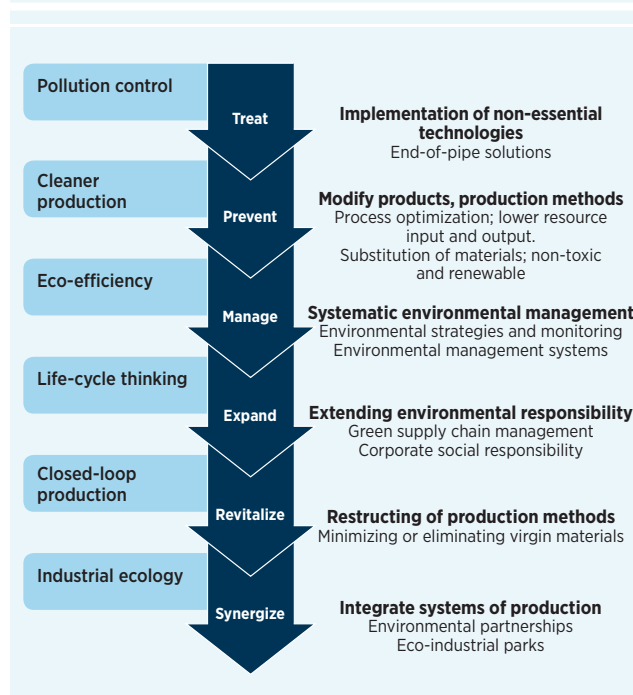 Pollution control
Treat
Implementation of non-essential
technologies
End-of-pipe solutions
Cleaner
production
Prevent
Modify products, production methods
Process optimization; lower resource
input and output.
Substitution of materials; non-toxic
and renewable
Eco-efficiency
Manage
Systematic environmental management
Environmental strategies and monitoring
Environmental management systems
Life-cycle thinking
Expand
Extending environmental responsibility
Green supply chain management
Corporate social responsibility
Closed-loop
production
Revitalize
Restructing of production methods
Minimizing or eliminating virgin materials
Industrial ecology
Synergize
Integrate systems of production
Environmental partnerships
Eco-industrial parks